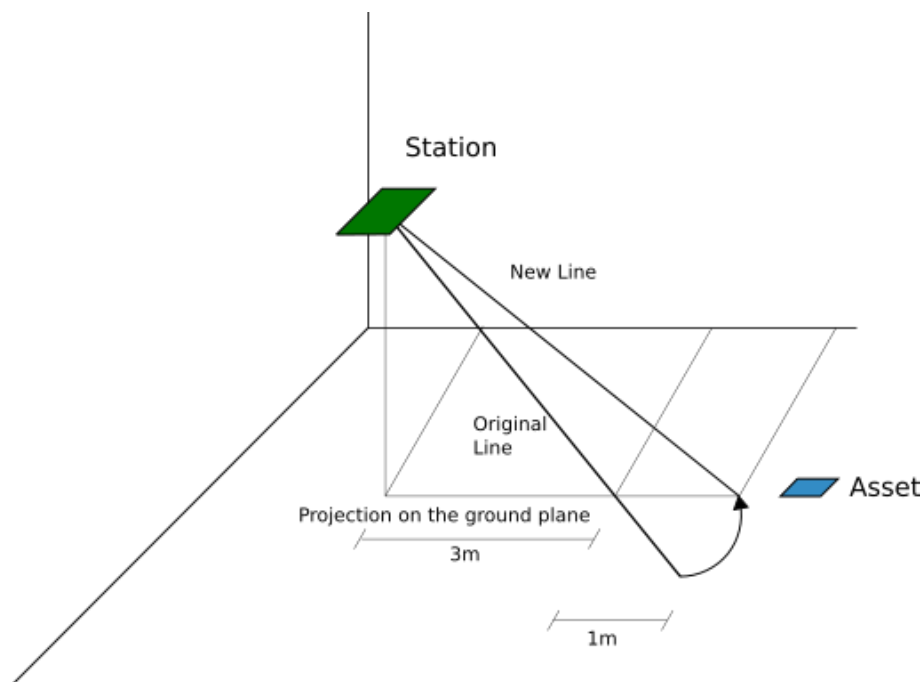 Station
New Line
Original
Line
Asset
Projection on the ground plane
3m
1m